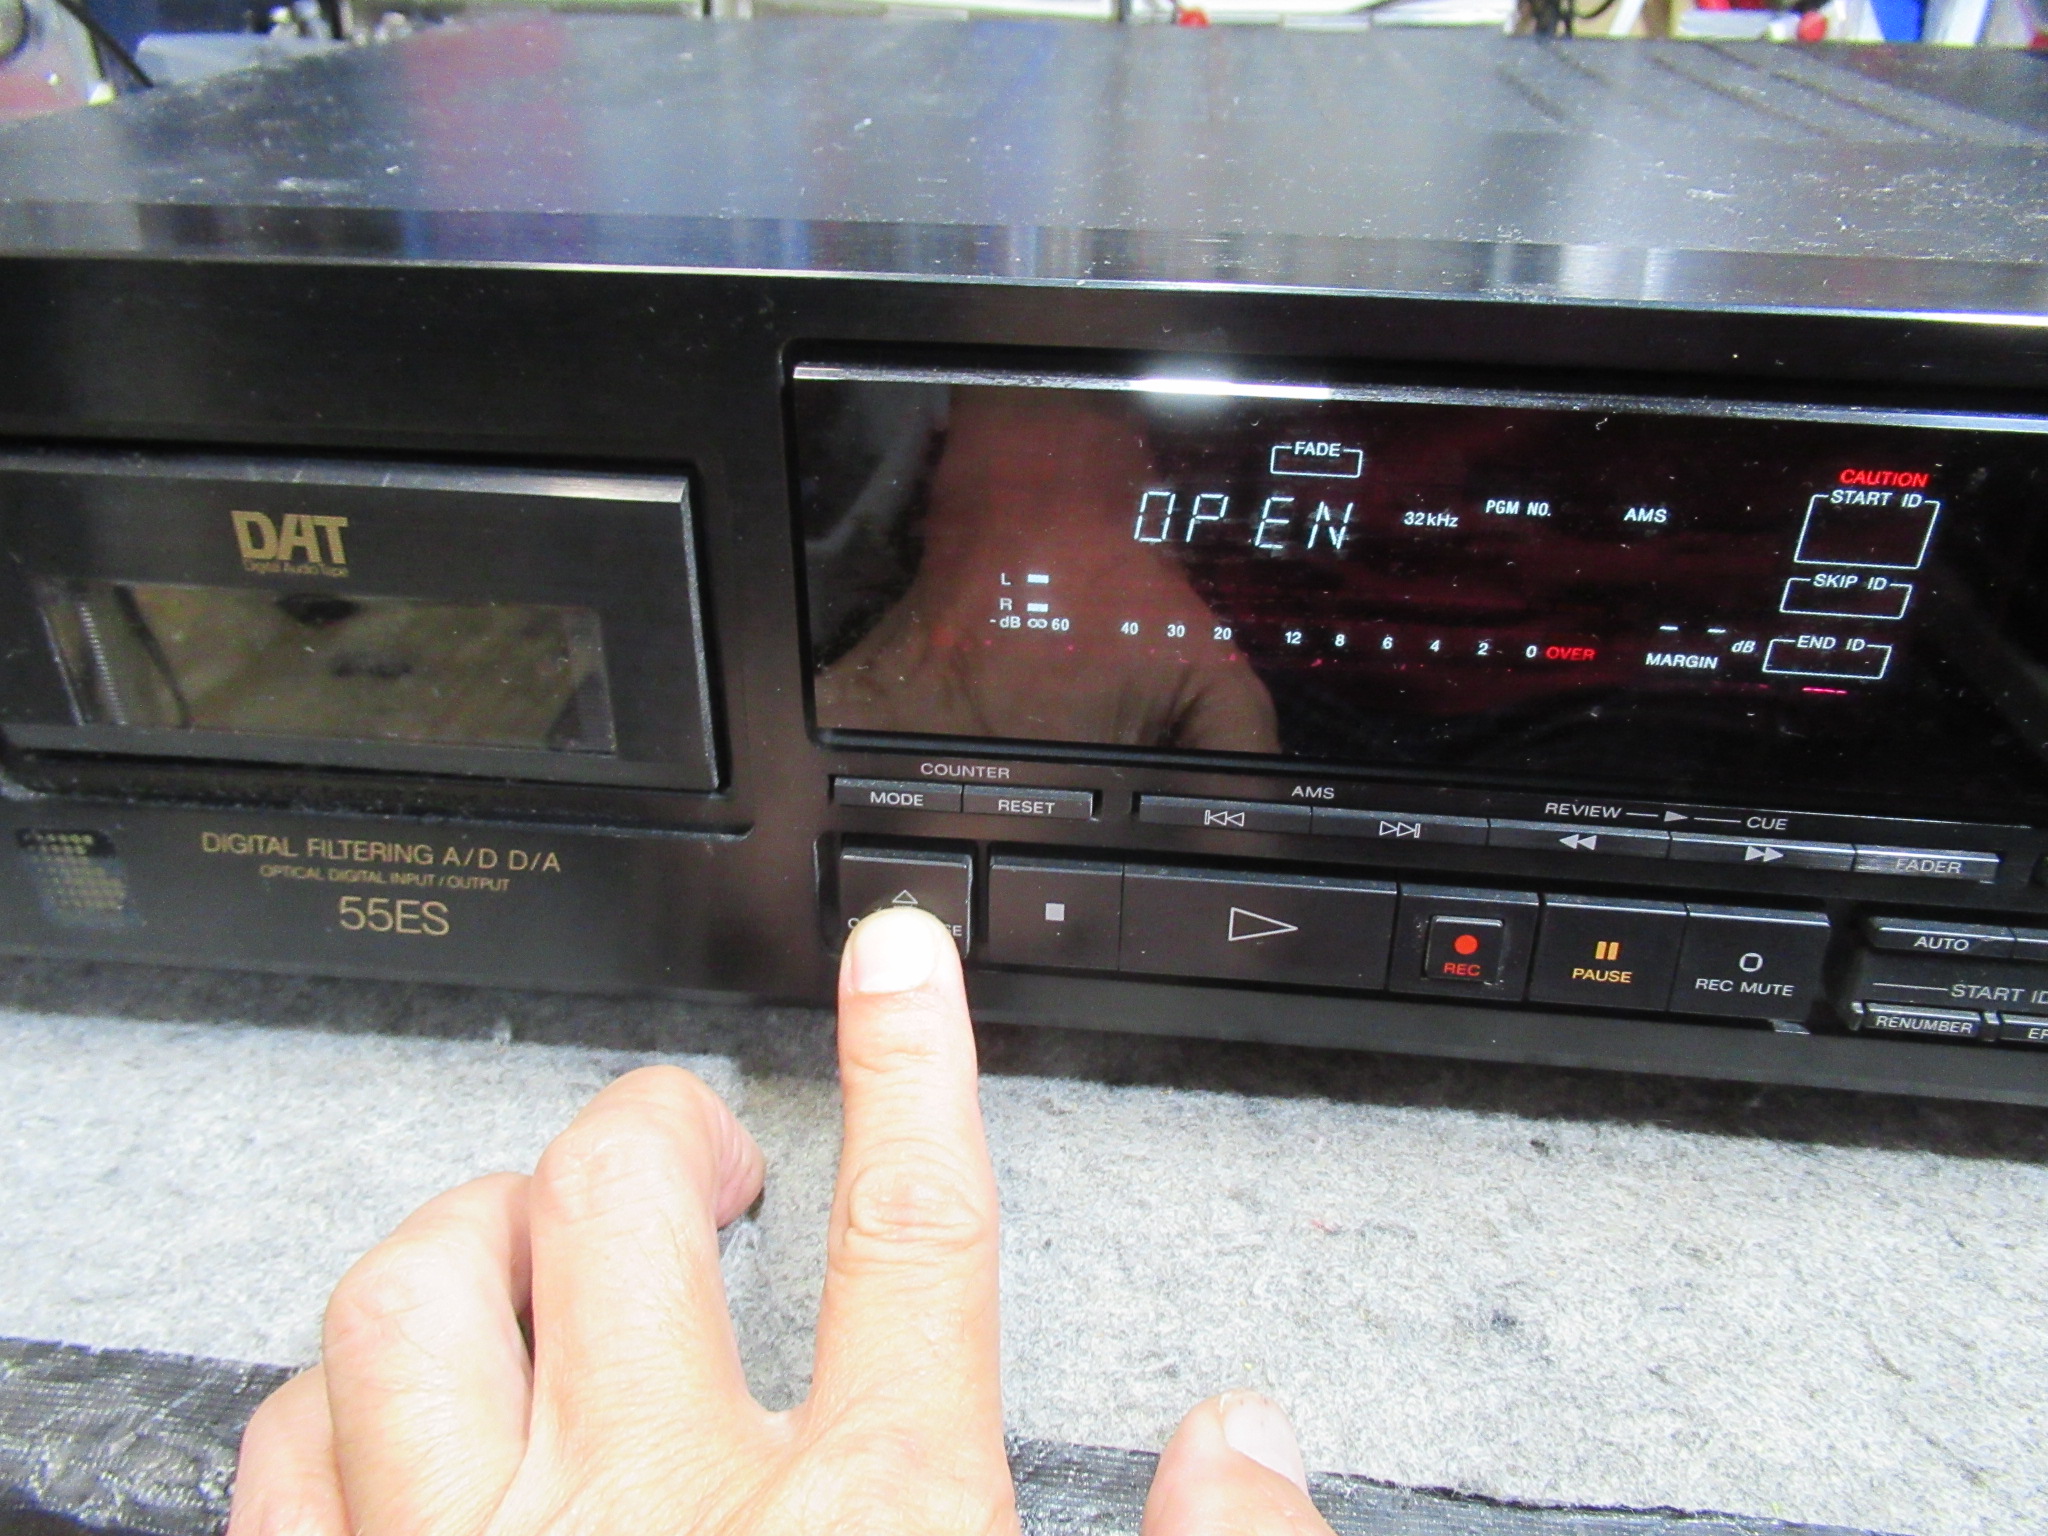 FADE
OPEN
32kHz
PGM NO.
AMS
CAUTION
START ID
SKIP ID
END ID
L
R
-dB ∞ 60 40 30 20 12 8 6 4 2 0 OVER
-- dB
MARGIN
DAT
Digital Audio Tape
DIGITAL FILTERING A/D D/A
OPTICAL DIGITAL INPUT/OUTPUT
55ES
COUNTER
MODE RESET
AMS
REVIEW CUE
FADER
REC
PAUSE
REC MUTE
AUTO
START ID
RENUMBER